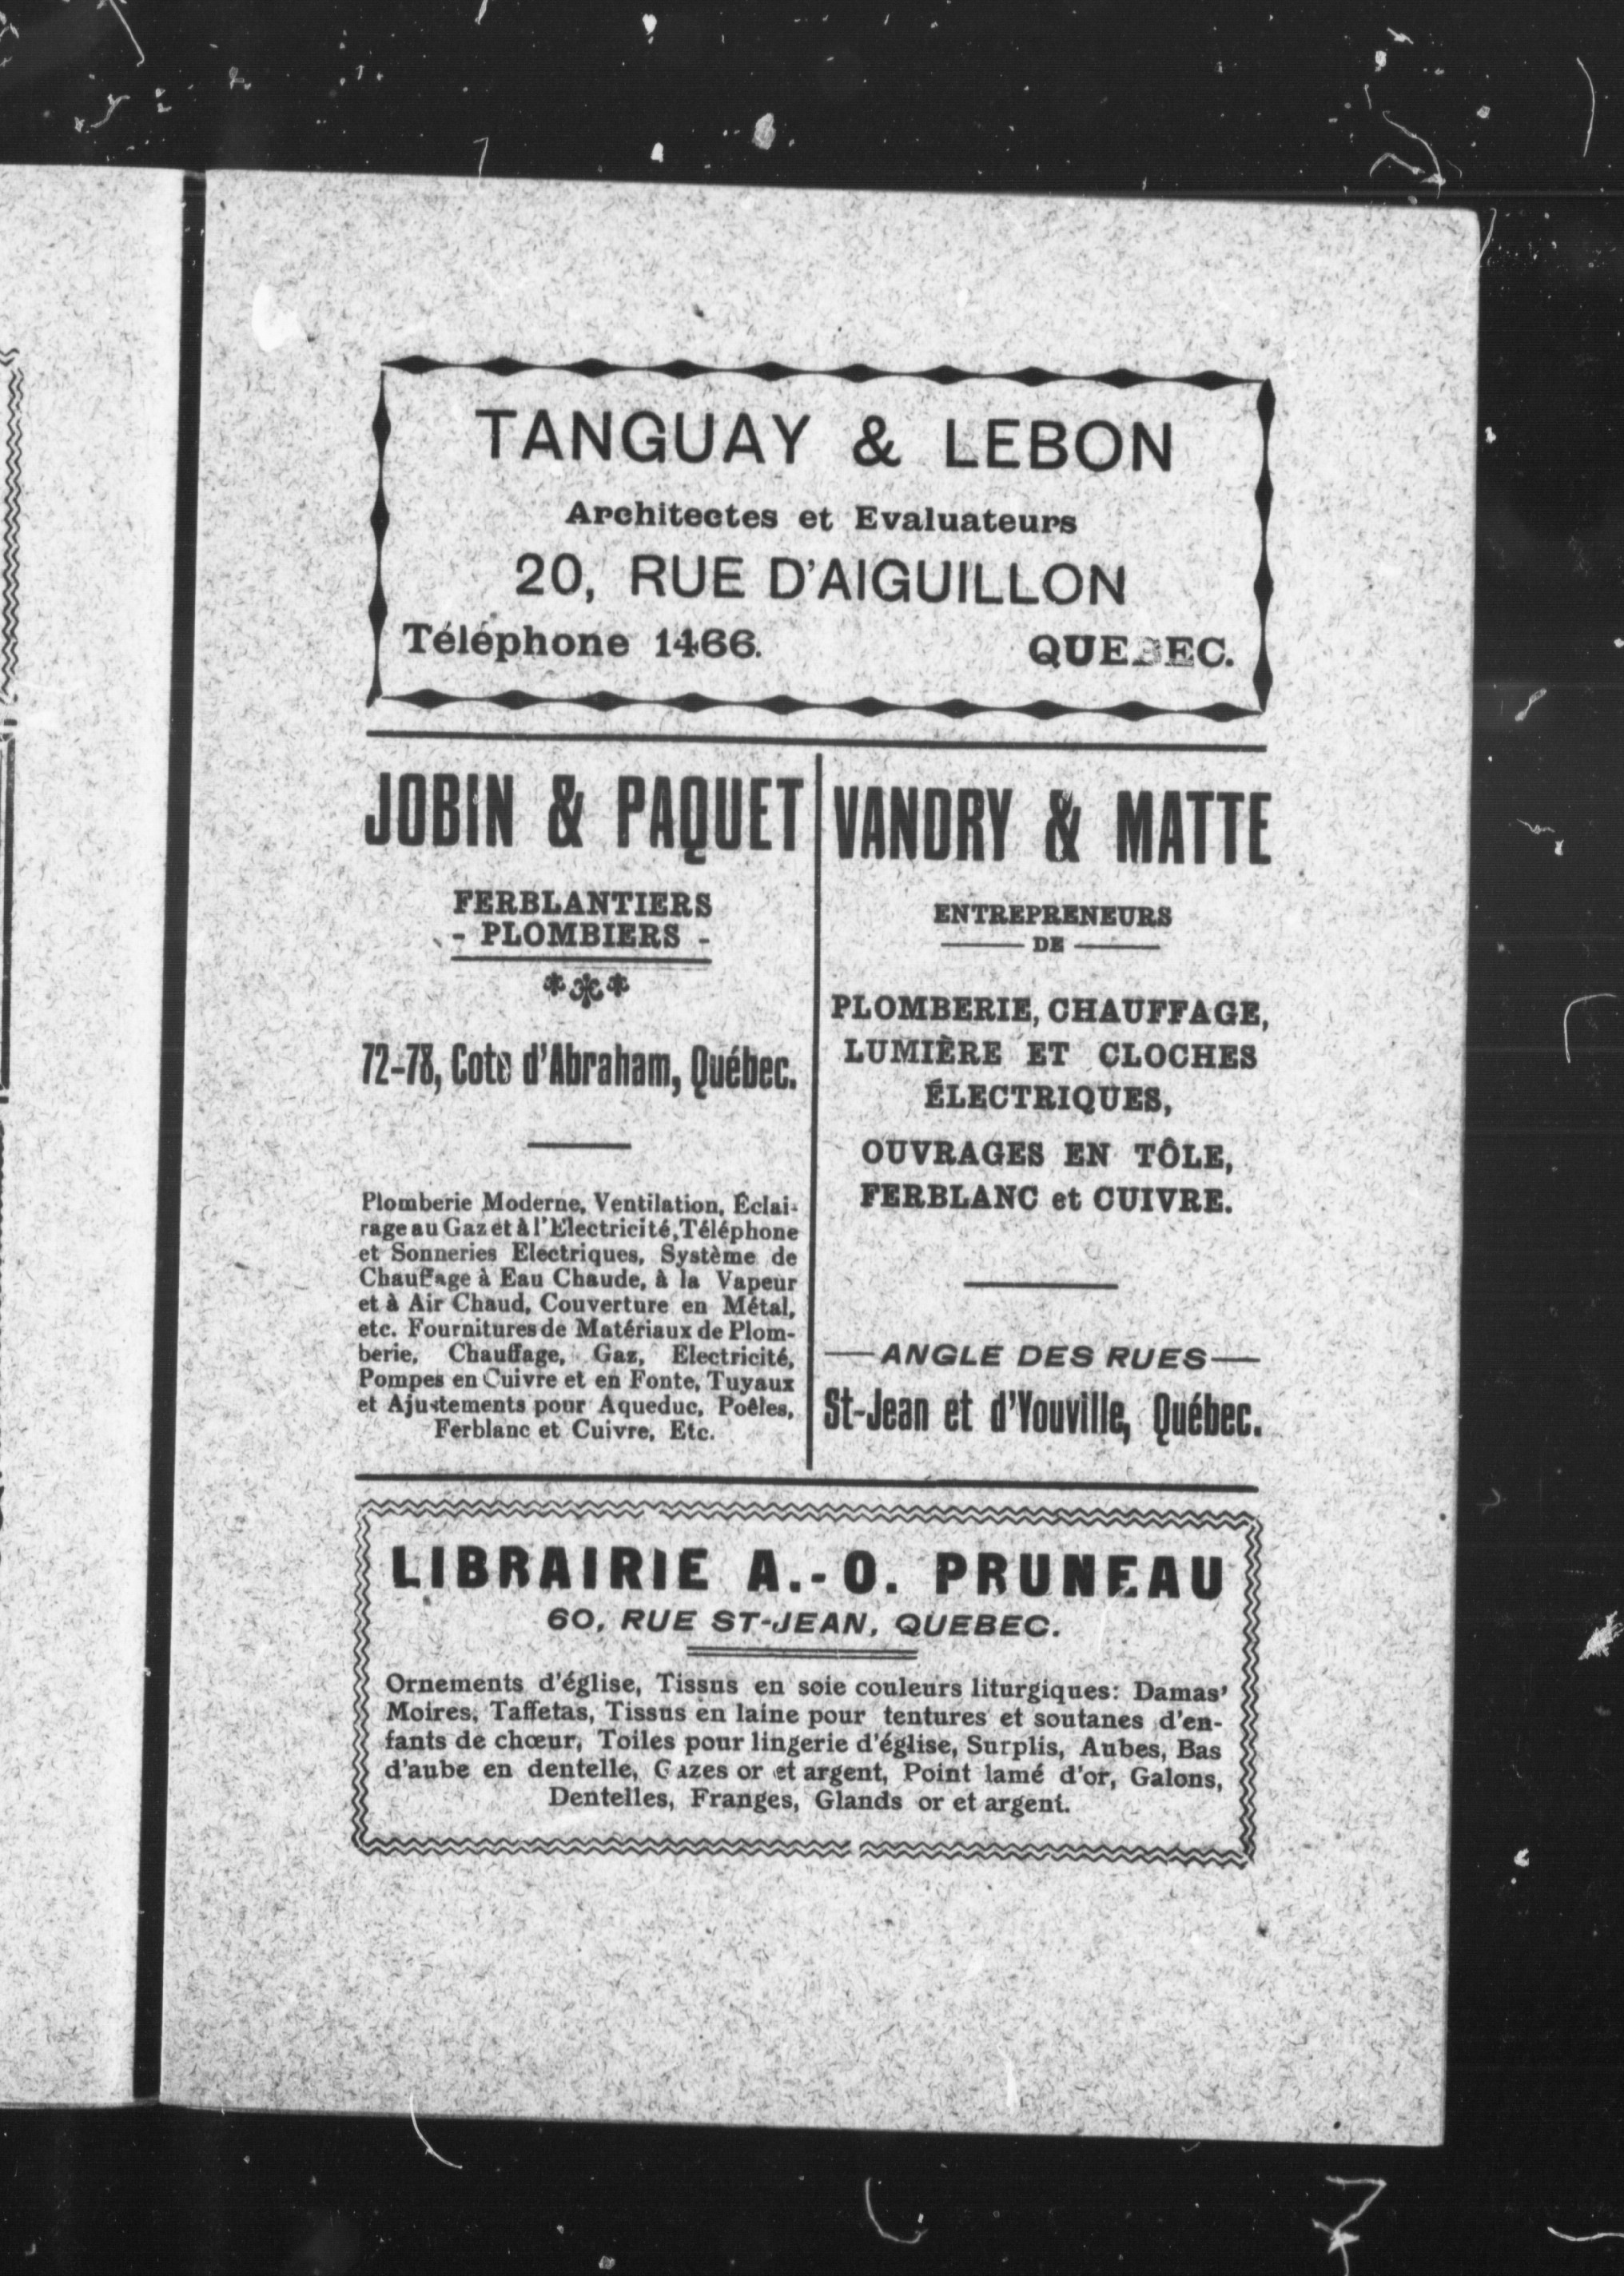 TANGUAY & LEBON
Architectes et Evaluateurs
20, RUE D'AIGUILLON
Téléphone 1466. QUEBEC.
JOBIN & PAQUET
FERBLANTIERS
- PLOMBIERS -
72-78, Cote d'Abraham, Québec.
Plomberie Moderne, Ventilation, Éclai-
rage au Gaz et à l'Electricité, Téléphone
et Sonneries Electriques, Système de
Chauffage à Eau Chaude, à la Vapeur
et à Air Chaud, Couverture en Métal,
etc. Fournitures de Matériaux de Plom-
berie, Chauffage, Gaz, Electricité,
Pompes en Cuivre et en Fonte, Tuyaux
et Ajustements pour Aqueduc, Poêles,
Ferblanc et Cuivre, Etc.
VANDRY & MATTE
ENTREPRENEURS
DE
PLOMBERIE, CHAUFFAGE,
LUMIÈRE ET CLOCHES
ÉLECTRIQUES,
OUVRAGES EN TÔLE,
FERBLANC et CUIVRE.
—ANGLE DES RUES—
St-Jean et d'Youville, Québec.
LIBRAIRIE A.-O. PRUNEAU
60, RUE ST-JEAN, QUEBEC.
Ornements d'église, Tissus en soie couleurs liturgiques: Damas'
Moires, Taffetas, Tissus en laine pour tentures et soutanes d'en-
fants de chœur, Toiles pour lingerie d'église, Surplis, Aubes, Bas
d'aube en dentelle, Gazes or et argent, Point lamé d'or, Galons,
Dentelles, Franges, Glands or et argent.